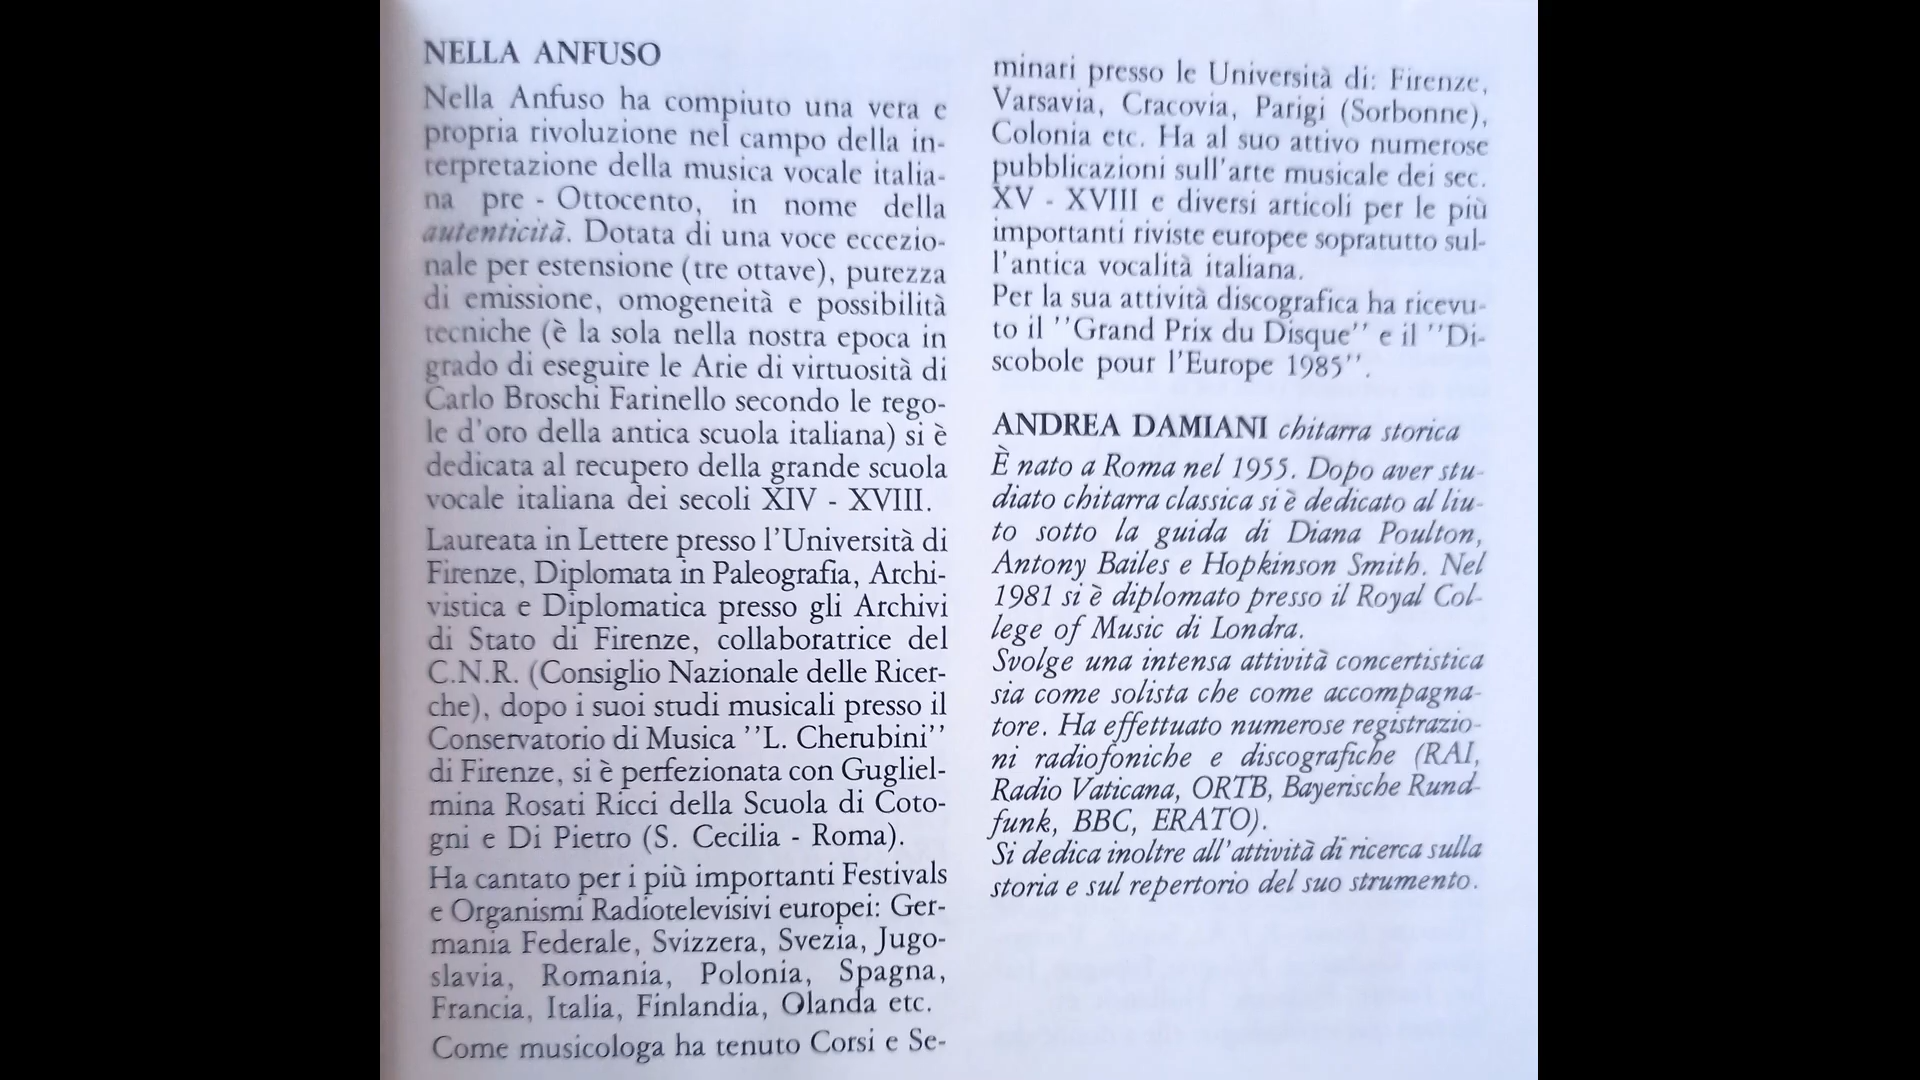 NELLA ANFUSO
Nella Anfuso ha compiuto una vera e
propria rivoluzione nel campo della in-
terpretazione della musica vocale italia-
na pre - Ottocento, in nome della
autenticità. Dotata di una voce eccezio-
nale per estensione (tre ottave), purezza
di emissione, omogeneità e possibilità
tecniche (è la sola nella nostra epoca in
grado di eseguire le Arie di virtuosità di
Carlo Broschi Farinello secondo le rego-
le d'oro della antica scuola italiana) si è
dedicata al recupero della grande scuola
vocale italiana dei secoli XIV - XVIII.
Laureata in Lettere presso l'Università di
Firenze, Diplomata in Paleografia, Archi-
vistica e Diplomatica presso gli Archivi
di Stato di Firenze, collaboratrice del
C.N.R. (Consiglio Nazionale delle Ricer-
che), dopo i suoi studi musicali presso il
Conservatorio di Musica ''L. Cherubini''
di Firenze, si è perfezionata con Gugliel-
mina Rosati Ricci della Scuola di Coto-
gni e Di Pietro (S. Cecilia - Roma).
Ha cantato per i più importanti Festivals
e Organismi Radiotelevisivi europei: Ger-
mania Federale, Svizzera, Svezia, Jugo-
slavia, Romania, Polonia, Spagna,
Francia, Italia, Finlandia, Olanda etc.
Come musicologa ha tenuto Corsi e Se-
minari presso le Università di: Firenze,
Varsavia, Cracovia, Parigi (Sorbonne),
Colonia etc. Ha al suo attivo numerose
pubblicazioni sull'arte musicale dei sec.
XV - XVIII e diversi articoli per le più
importanti riviste europee sopratutto sul-
l'antica vocalità italiana.
Per la sua attività discografica ha ricevu-
to il ''Grand Prix du Disque'' e il ''Di-
scobole pour l'Europe 1985''.
ANDREA DAMIANI chitarra storica
È nato a Roma nel 1955. Dopo aver stu-
diato chitarra classica si è dedicato al liu-
to sotto la guida di Diana Poulton,
Antony Bailes e Hopkinson Smith. Nel
1981 si è diplomato presso il Royal Col-
lege of Music di Londra.
Svolge una intensa attività concertistica
sia come solista che come accompagna-
tore. Ha effettuato numerose registrazio-
ni radiofoniche e discografiche (RAI,
Radio Vaticana, ORTB, Bayerische Rund-
funk, BBC, ERATO).
Si dedica inoltre all'attività di ricerca sulla
storia e sul repertorio del suo strumento.